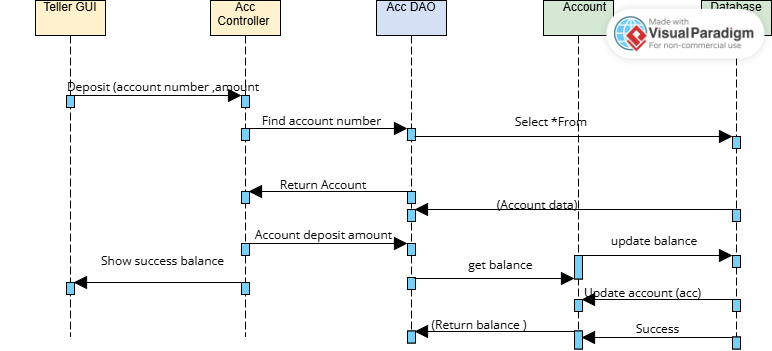 Teller GUI
Acc
Controller
Acc DAO
Account
Database
Made with
Visual Paradigm
For non-commercial use
Deposit (account number ,amount
Find account number
Select *From
Return Account
(Account data)
Account deposit amount
update balance
Show success balance
get balance
Update account (acc)
(Return balance )
Success